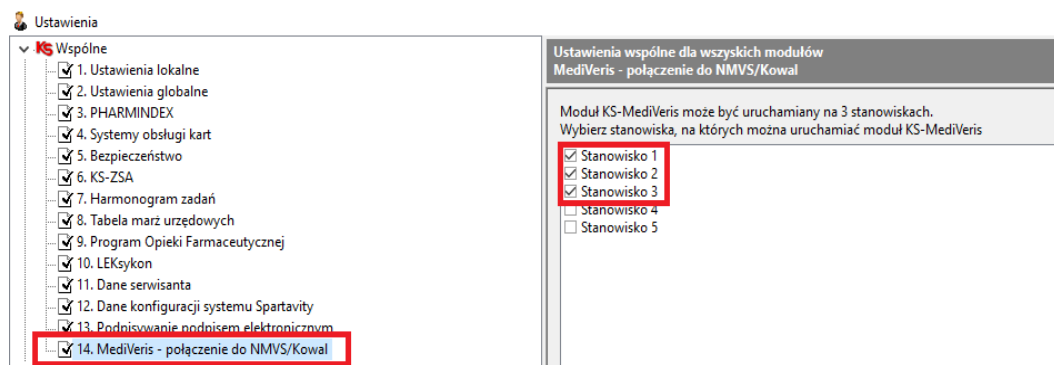 Ustawienia
KS Wspólne
1. Ustawienia lokalne
2. Ustawienia globalne
3. PHARMINDEX
4. Systemy obsługi kart
5. Bezpieczeństwo
6. KS-ZSA
7. Harmonogram zadań
8. Tabela marż urzędowych
9. Program Opieki Farmaceutycznej
10. LEKsykon
11. Dane serwisanta
12. Dane konfiguracji systemu Spartavity
13. Podpisywanie podpisem elektronicznym
14. MediVeris - połączenie do NMVS/Kowal
Ustawienia wspólne dla wszyskich modułów
MediVeris - połączenie do NMVS/Kowal
Moduł KS-MediVeris może być uruchamiany na 3 stanowiskach.
Wybierz stanowiska, na których można uruchamiać moduł KS-MediVeris
Stanowisko 1
Stanowisko 2
Stanowisko 3
Stanowisko 4
Stanowisko 5